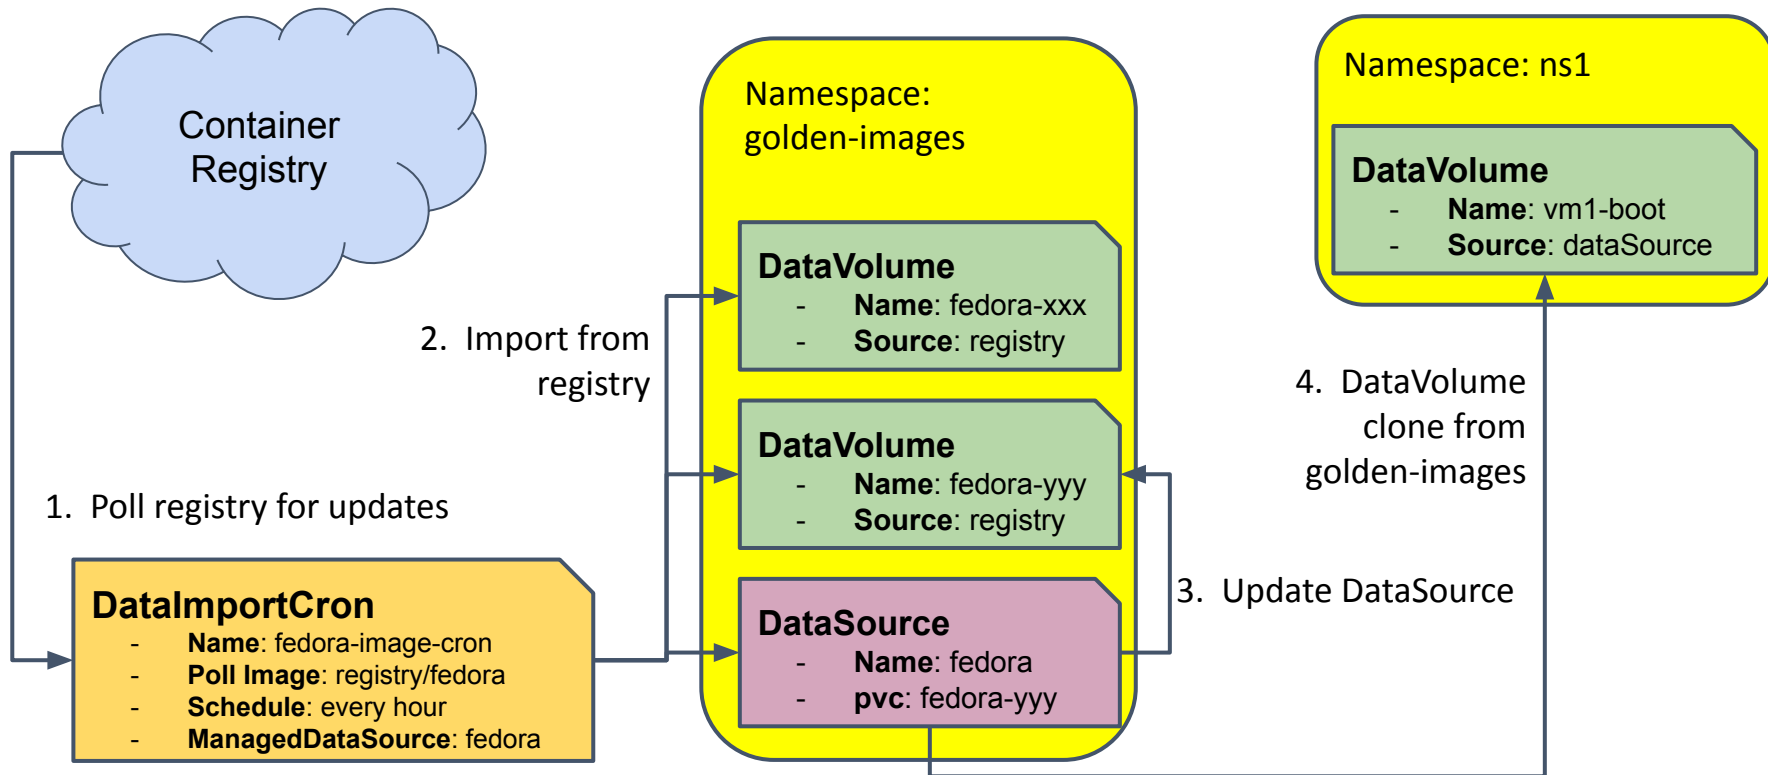 Container
Registry
1. Poll registry for updates
DataImportCron
- Name: fedora-image-cron
- Poll Image: registry/fedora
- Schedule: every hour
- ManagedDataSource: fedora
2. Import from
registry
Namespace:
golden-images
DataVolume
- Name: fedora-xxx
- Source: registry
DataVolume
- Name: fedora-yyy
- Source: registry
DataSource
- Name: fedora
- pvc: fedora-yyy
3. Update DataSource
4. DataVolume
clone from
golden-images
Namespace: ns1
DataVolume
- Name: vm1-boot
- Source: dataSource